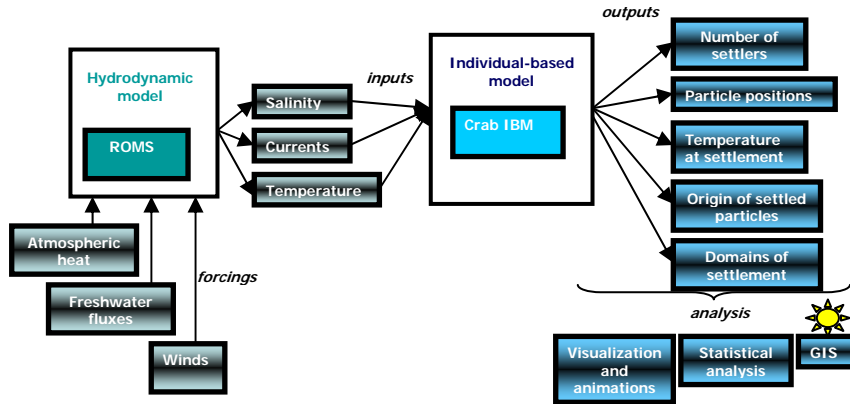 outputs
Hydrodynamic
model
ROMS
Salinity
Currents
Temperature
inputs
Individual-based
model
Crab IBM
Number of
settlers
Particle positions
Temperature
at settlement
Origin of settled
particles
Domains of
settlement
Atmospheric
heat
Freshwater
fluxes
Winds
forcings
analysis
Visualization
and
animations
Statistical
analysis
GIS